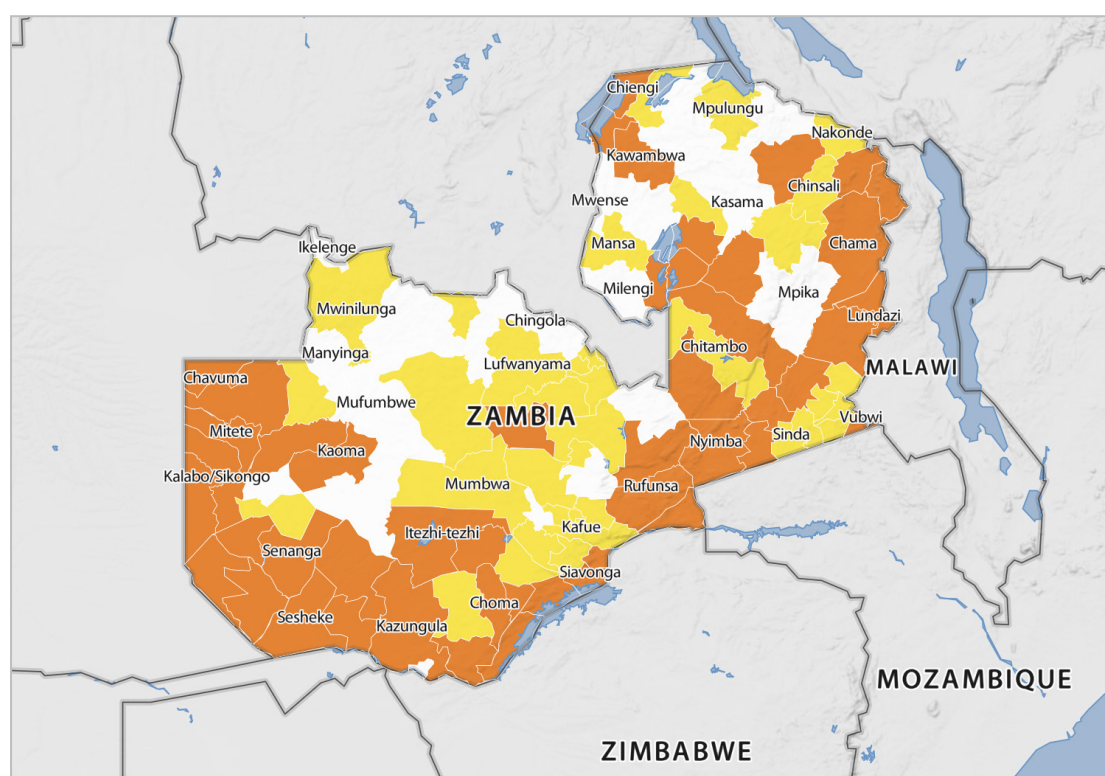 Chiengi
Mpulungu
Nakonde
Kawambwa
Chinsali
Mwense
Kasama
Mansa
Chama
Ikelenge
Milengi
Mpika
Mwinilunga
Chingola
Lundazi
Manyinga
Lufwanyama
Chitambo
MALAWI
Chavuma
Mufumbwe
ZAMBIA
Vubwi
Mitete
Sinda
Kaoma
Nyimba
Kalabo/Sikongo
Mumbwa
Rufunsa
Itezhi-tezhi
Kafue
Senanga
Siavonga
Choma
Sesheke
Kazungula
MOZAMBIQUE
ZIMBABWE